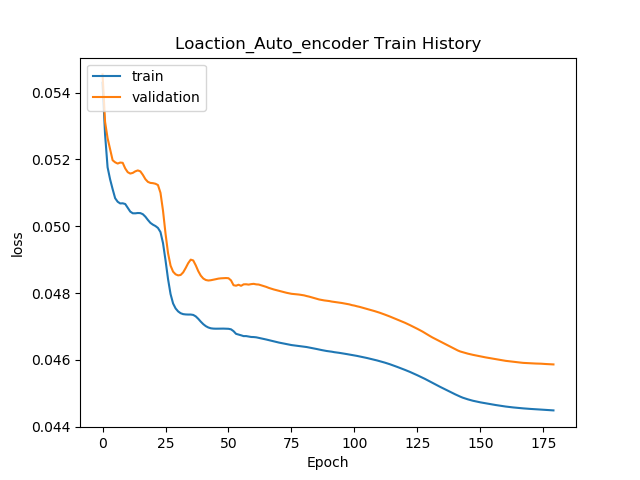 Loaction_Auto_encoder Train History
train
validation
0.054
0.052
0.050
0.048
0.046
0.044
loss
0 25 50 75 100 125 150 175
Epoch